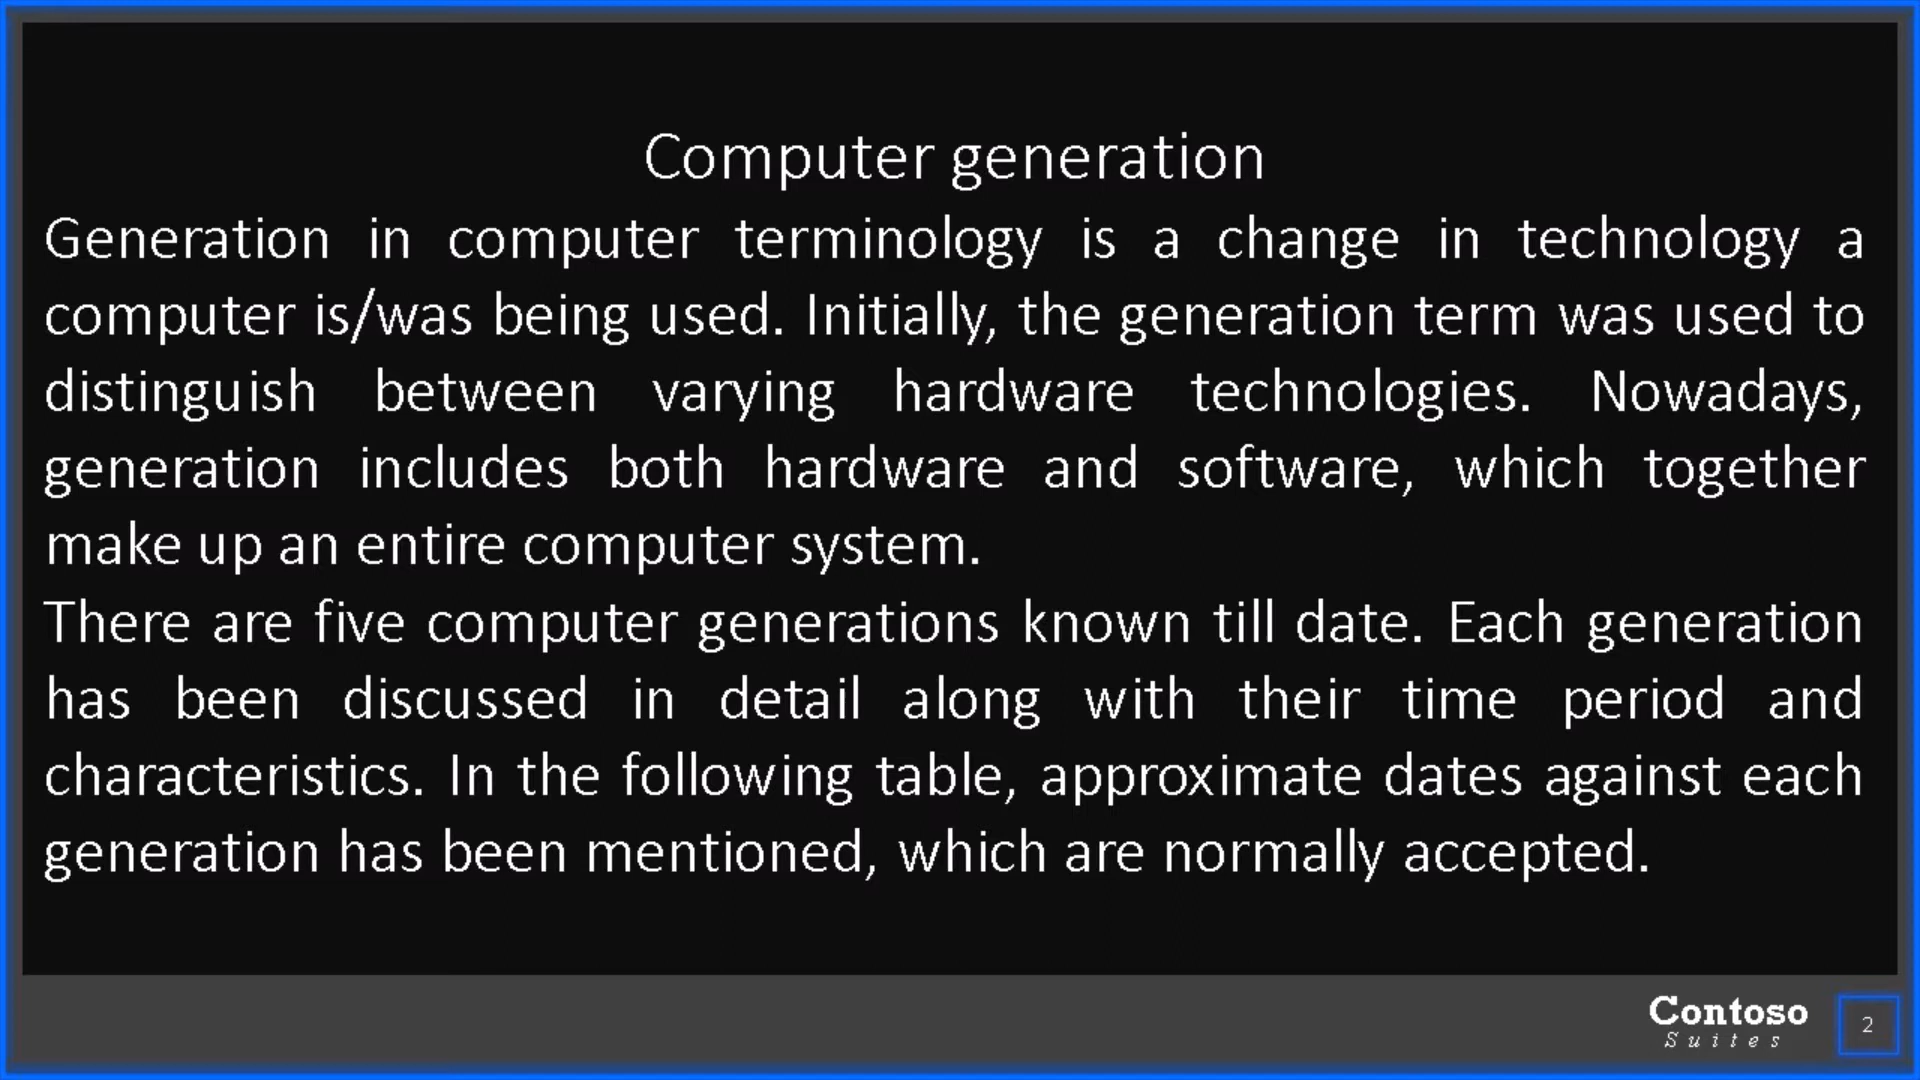 Computer generation
Generation in computer terminology is a change in technology a
computer is/was being used. Initially, the generation term was used to
distinguish between varying hardware technologies. Nowadays,
generation includes both hardware and software, which together
make up an entire computer system.
There are five computer generations known till date. Each generation
has been discussed in detail along with their time period and
characteristics. In the following table, approximate dates against each
generation has been mentioned, which are normally accepted.
Contoso
Suites
2